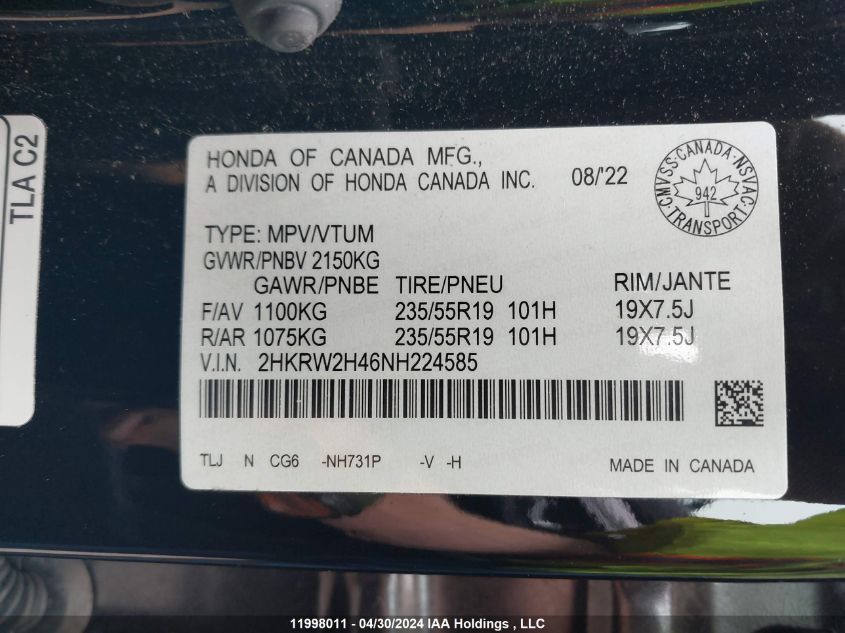 TLA C2
HONDA OF CANADA MFG.,
A DIVISION OF HONDA CANADA INC. 08/'22
CMVSS·CANADA·NSVAC
942
TRANSPORT
TYPE: MPV/VTUM
GVWR/PNBV 2150KG
GAWR/PNBE TIRE/PNEU RIM/JANTE
F/AV 1100KG 235/55R19 101H 19X7.5J
R/AR 1075KG 235/55R19 101H 19X7.5J
V.I.N. 2HKRW2H46NH224585
TLJ N CG6 -NH731P -V -H MADE IN CANADA
11998011 - 04/30/2024 IAA Holdings , LLC